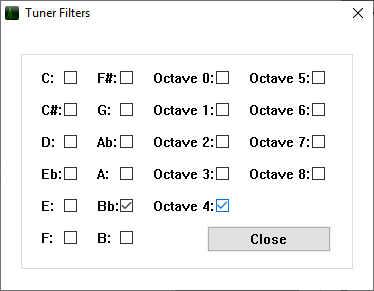 Tuner Filters
C: F#: Octave 0: Octave 5:
C#: G: Octave 1: Octave 6:
D: Ab: Octave 2: Octave 7:
Eb: A: Octave 3: Octave 8:
E: Bb: Octave 4:
F: B: Close